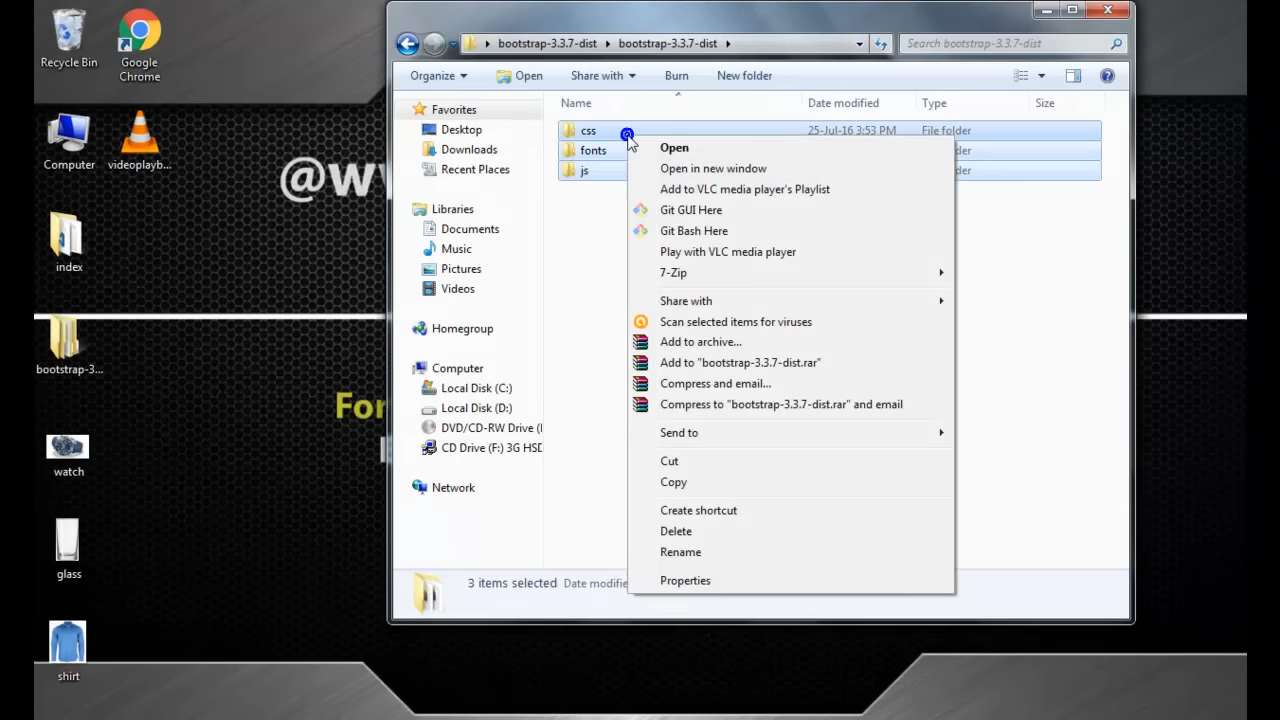 Recycle Bin
Google
Chrome
Computer
videoplayb...
index
bootstrap-3...
watch
glass
shirt
@w
For
bootstrap-3.3.7-dist
bootstrap-3.3.7-dist
Search bootstrap-3.3.7-dist
Organize
Open
Share with
Burn
New folder
Name
Date modified
Type
Size
Favorites
Desktop
Downloads
Recent Places
Libraries
Documents
Music
Pictures
Videos
Homegroup
Computer
Local Disk (C:)
Local Disk (D:)
DVD/CD-RW Drive (
CD Drive (F:) 3G HSD
Network
css
25-Jul-16 3:53 PM
File folder
fonts
der
js
der
Open
Open in new window
Add to VLC media player's Playlist
Git GUI Here
Git Bash Here
Play with VLC media player
7-Zip
Share with
Scan selected items for viruses
Add to archive...
Add to "bootstrap-3.3.7-dist.rar"
Compress and email...
Compress to "bootstrap-3.3.7-dist.rar" and email
Send to
Cut
Copy
Create shortcut
Delete
Rename
Properties
3 items selected
Date modifie